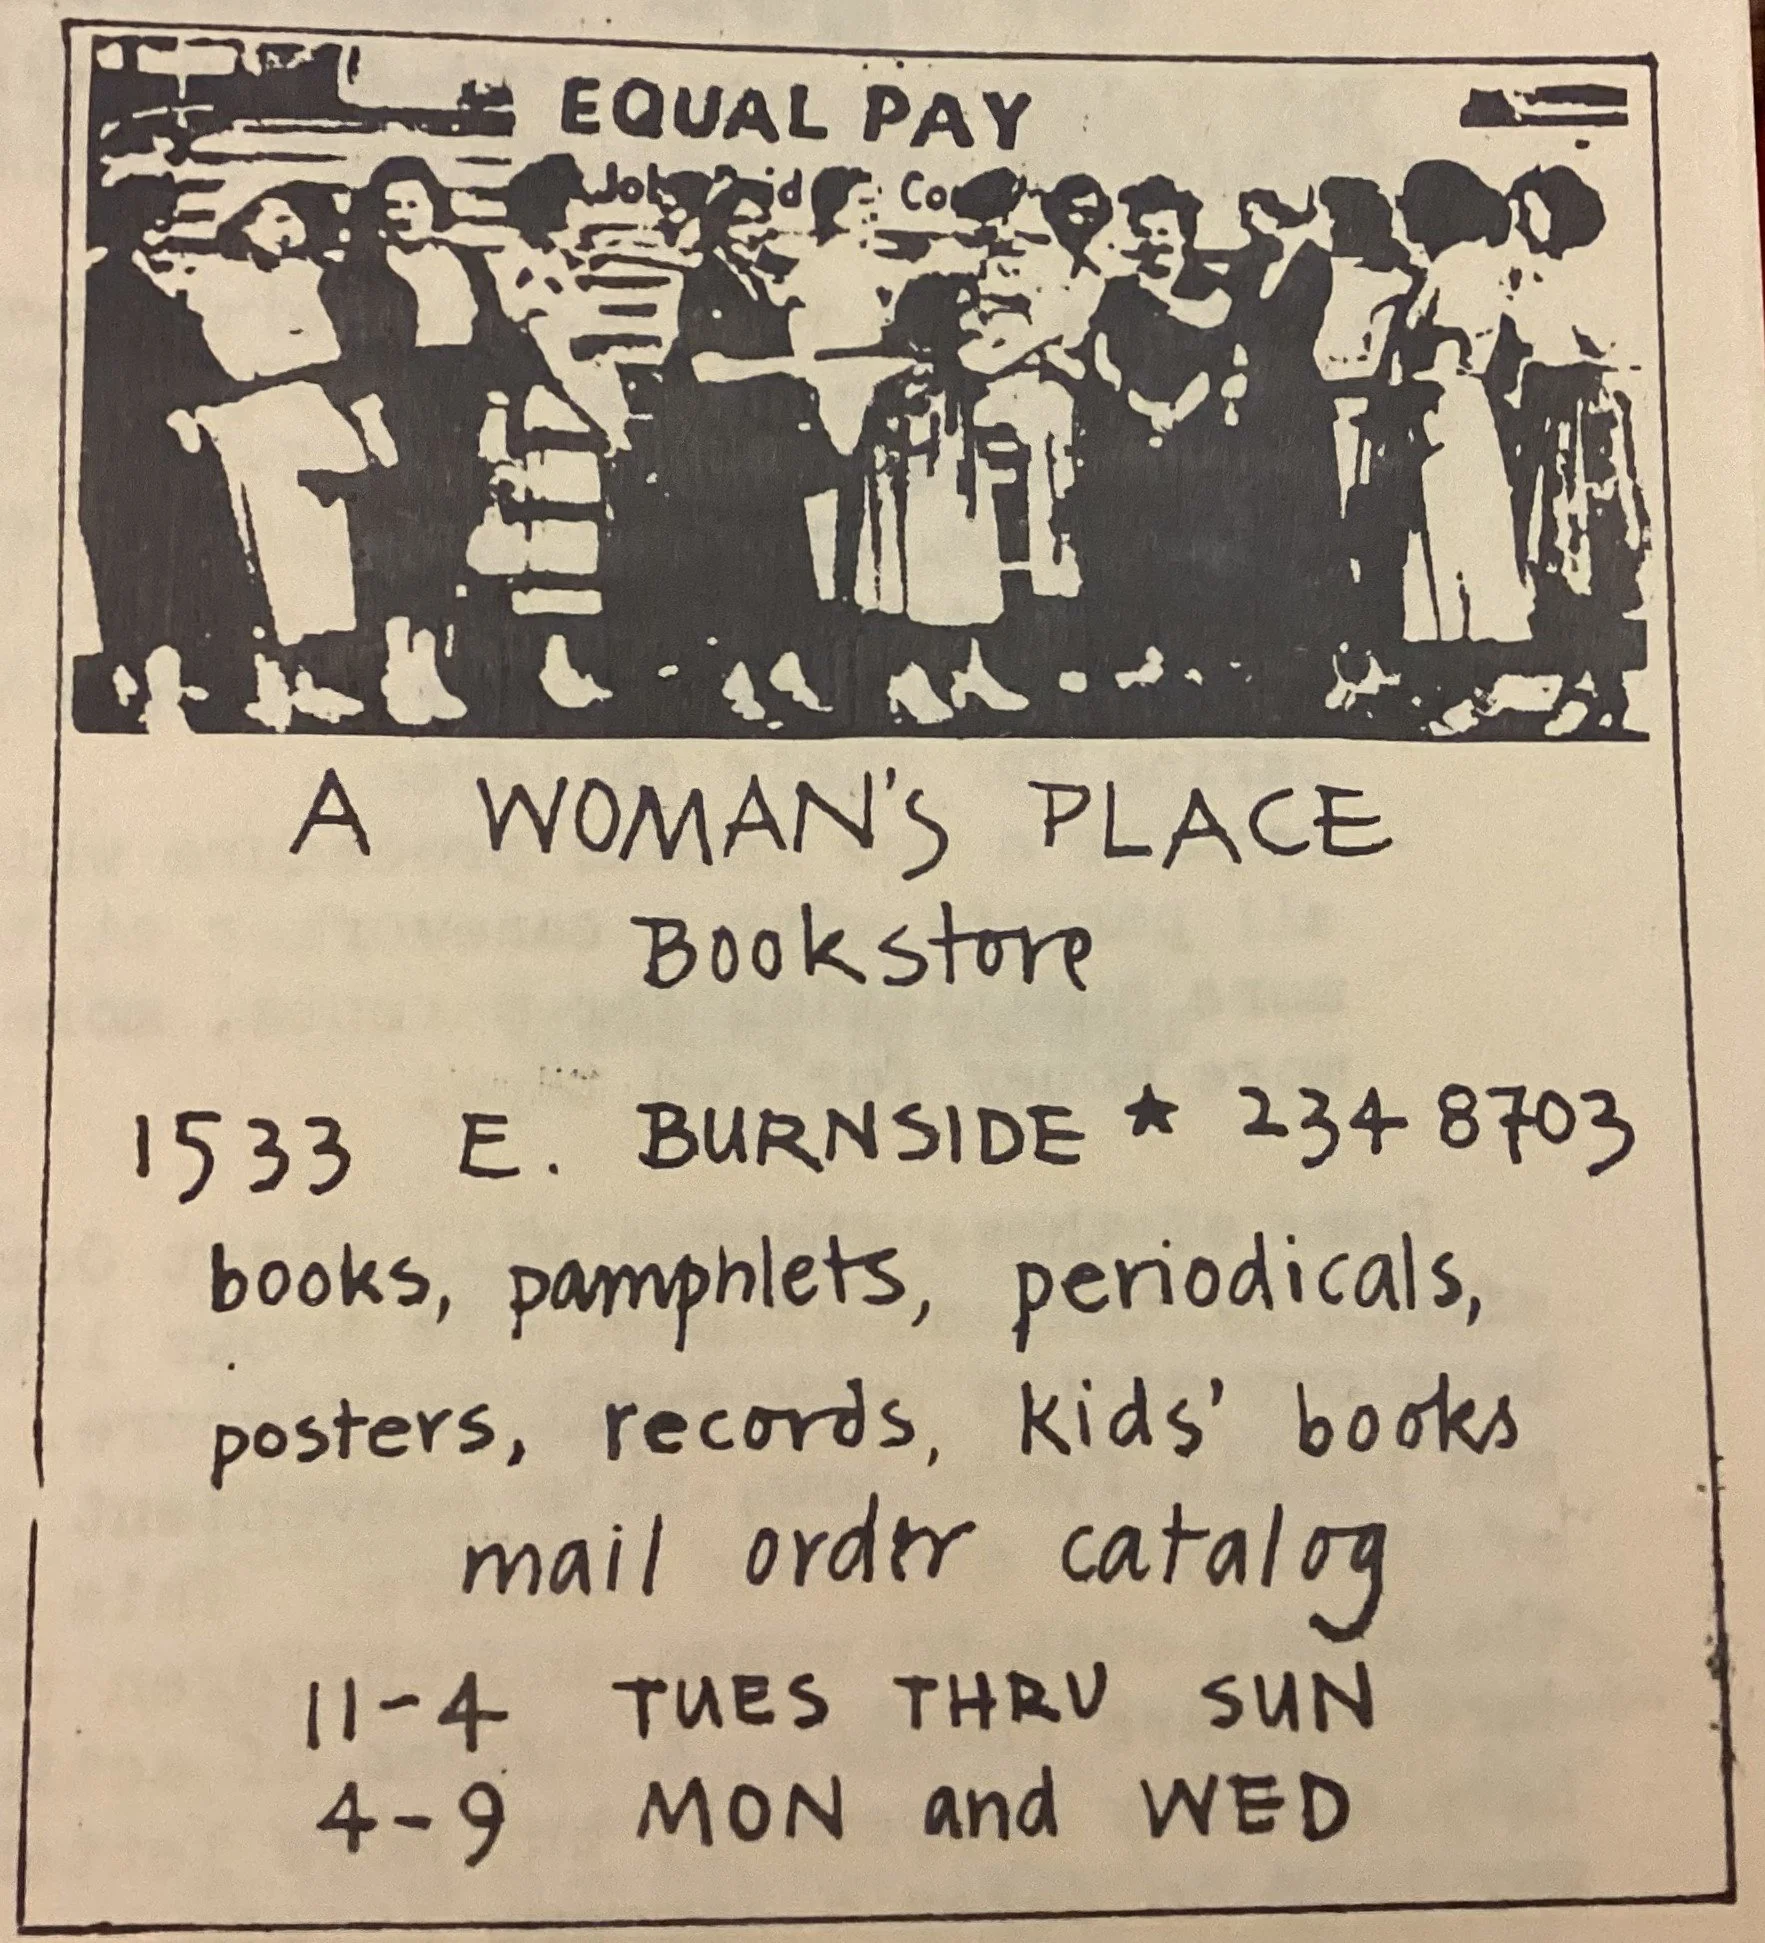 EQUAL PAY
A WOMAN's PLACE
Bookstore
1533 E. BURNSIDE ★ 234 8703
books, pamphlets, periodicals,
posters, records, kids' books
mail order catalog
11-4 TUES THRU SUN
4-9 MON and WED